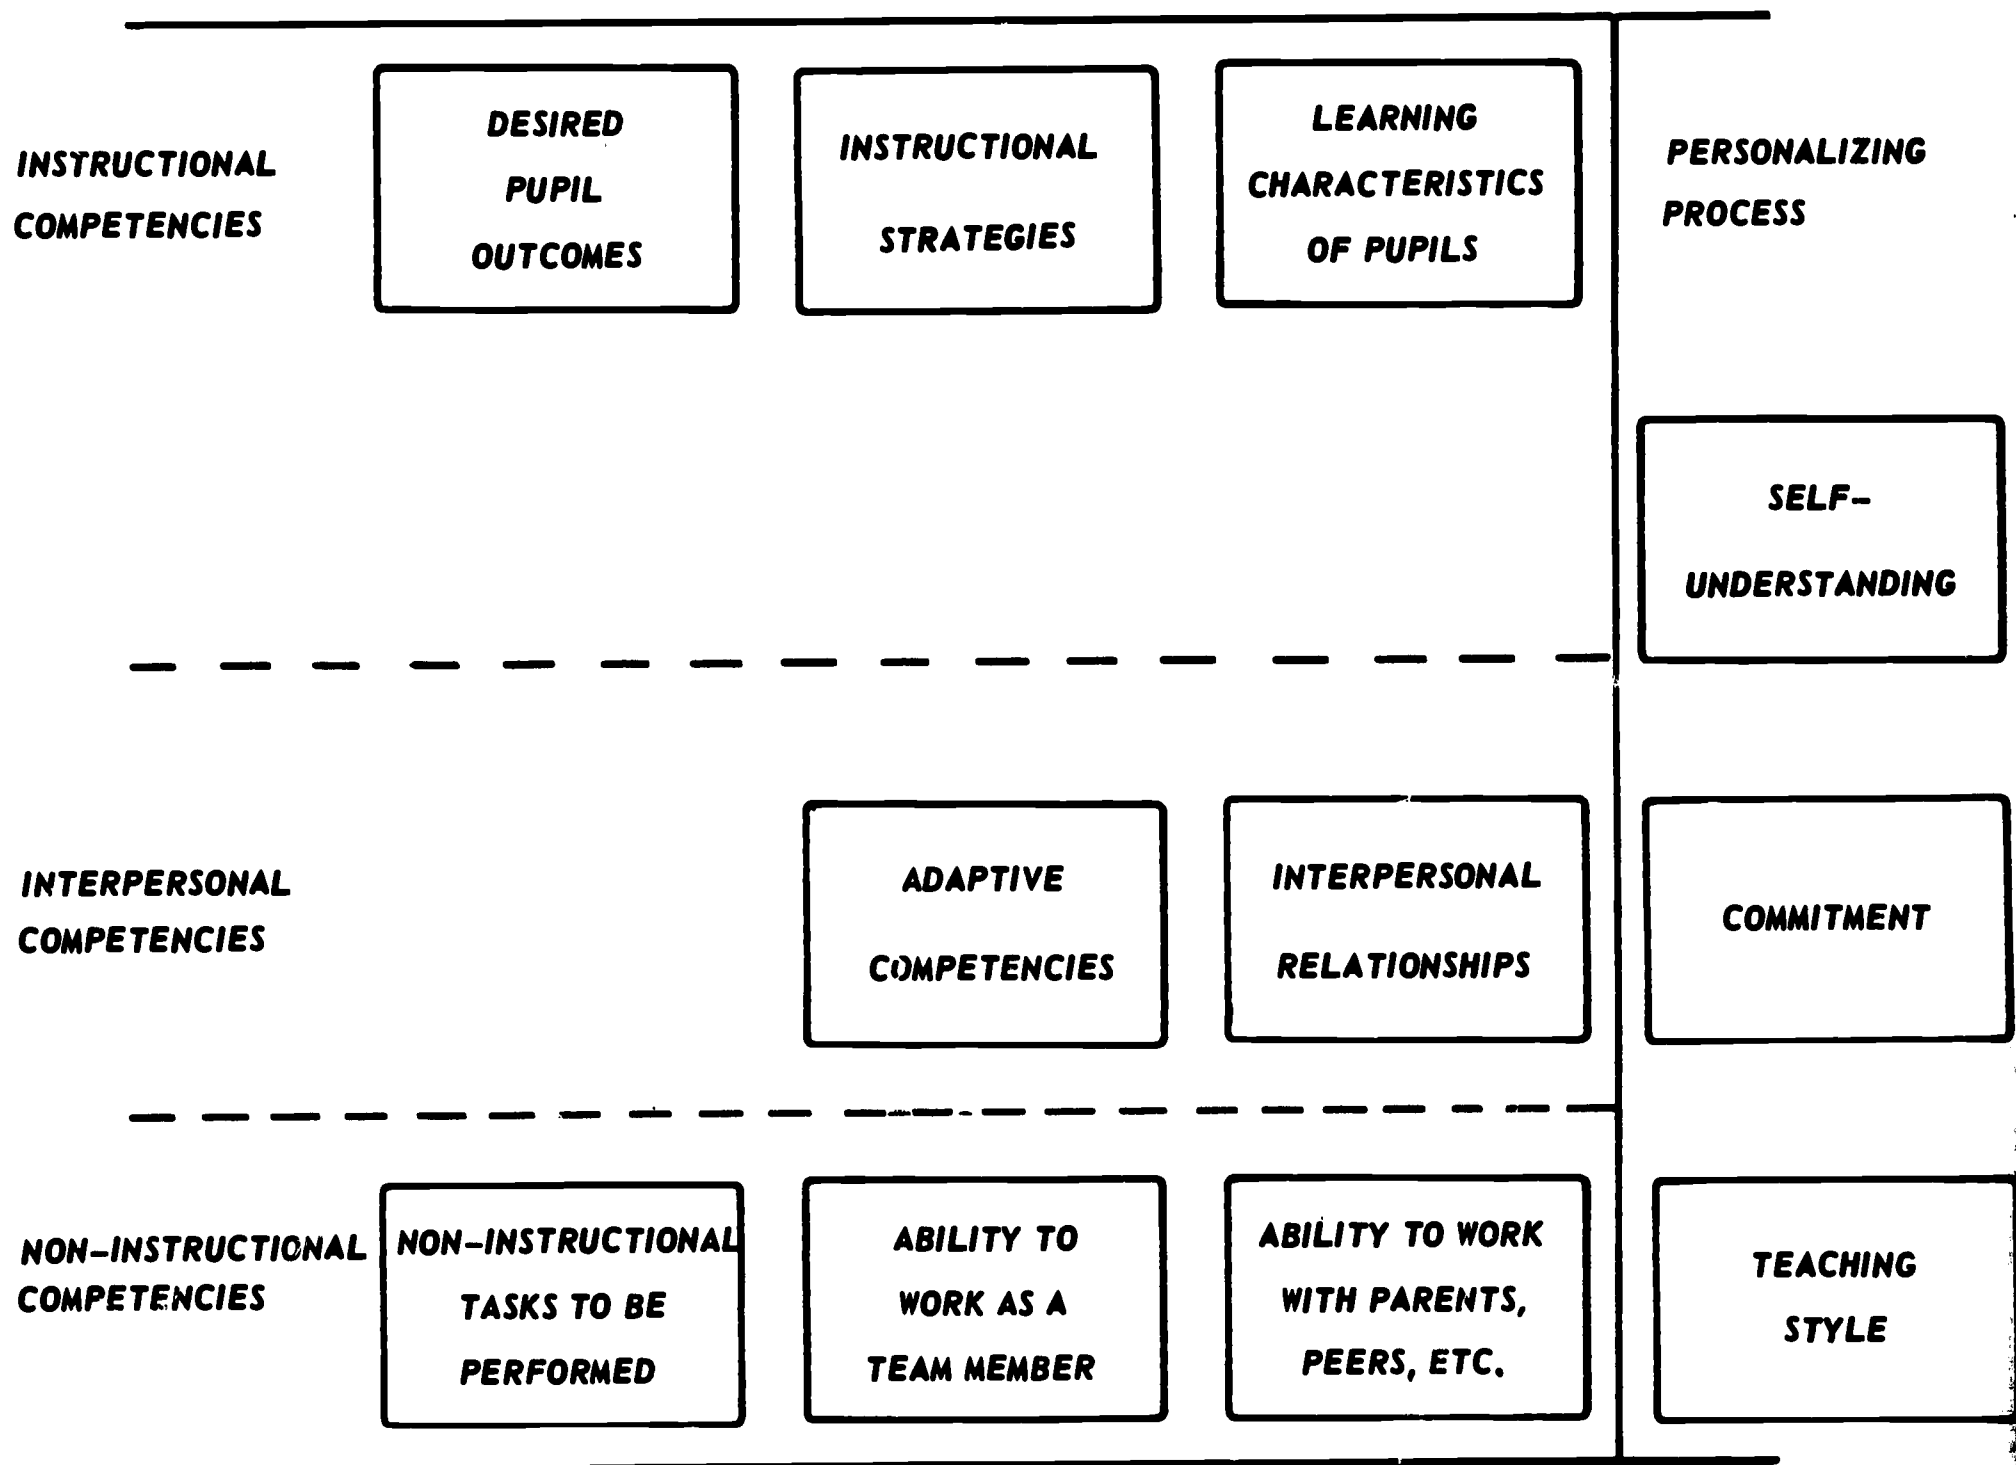 INSTRUCTIONAL
COMPETENCIES
DESIRED
PUPIL
OUTCOMES
INSTRUCTIONAL
STRATEGIES
LEARNING
CHARACTERISTICS
OF PUPILS
PERSONALIZING
PROCESS
SELF-
UNDERSTANDING
INTERPERSONAL
COMPETENCIES
ADAPTIVE
COMPETENCIES
INTERPERSONAL
RELATIONSHIPS
COMMITMENT
NON-INSTRUCTIONAL
COMPETENCIES
NON-INSTRUCTIONAL
TASKS TO BE
PERFORMED
ABILITY TO
WORK AS A
TEAM MEMBER
ABILITY TO WORK
WITH PARENTS,
PEERS, ETC.
TEACHING
STYLE